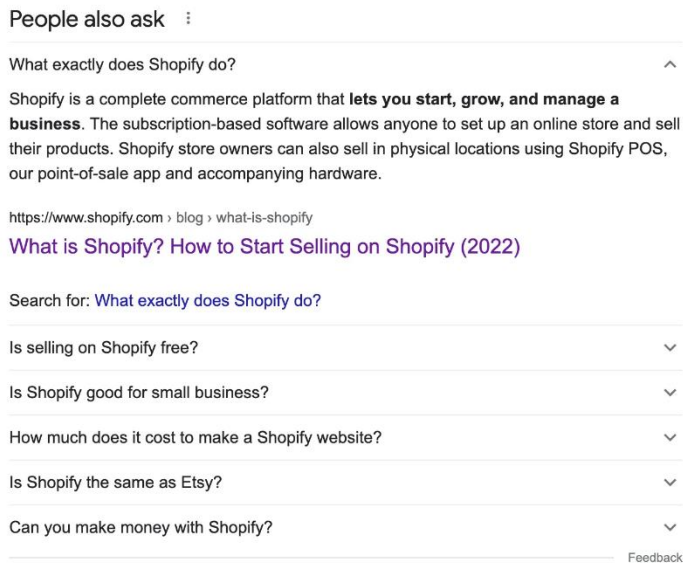 People also ask
What exactly does Shopify do?
Shopify is a complete commerce platform that lets you start, grow, and manage a
business. The subscription-based software allows anyone to set up an online store and sell
their products. Shopify store owners can also sell in physical locations using Shopify POS,
our point-of-sale app and accompanying hardware.
https://www.shopify.com › blog › what-is-shopify
What is Shopify? How to Start Selling on Shopify (2022)
Search for: What exactly does Shopify do?
Is selling on Shopify free?
Is Shopify good for small business?
How much does it cost to make a Shopify website?
Is Shopify the same as Etsy?
Can you make money with Shopify?
Feedback